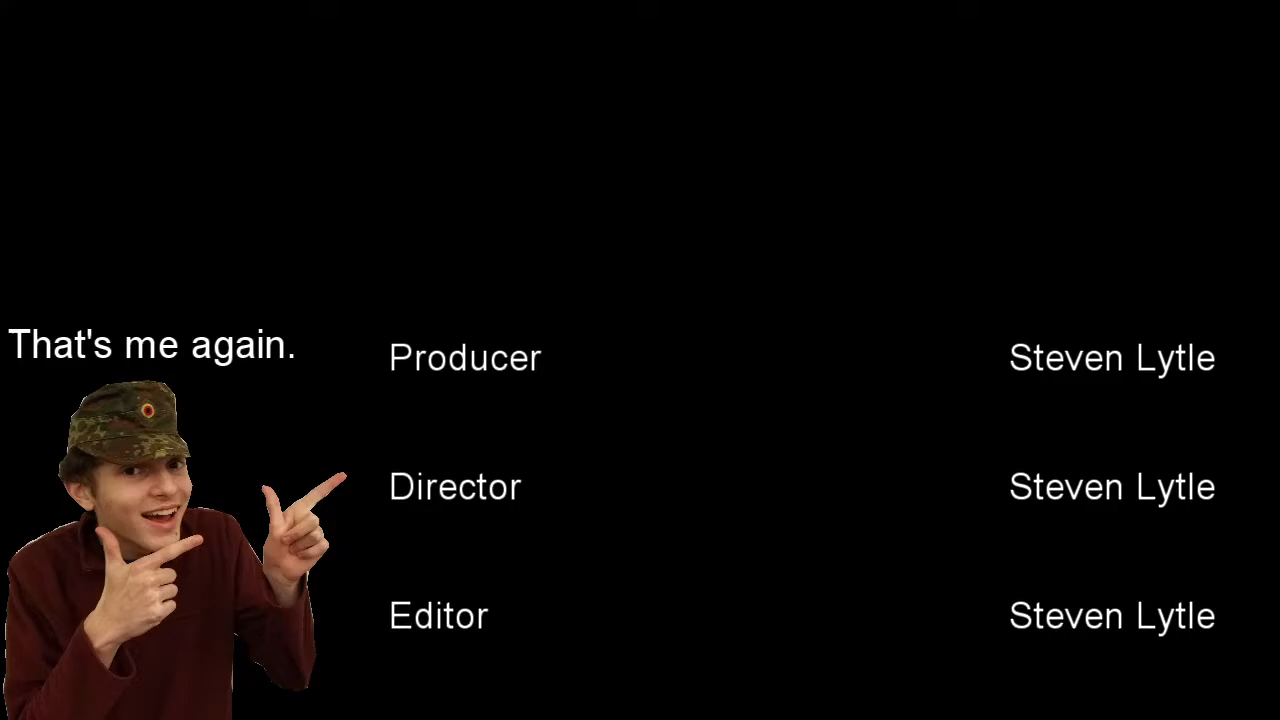 That's me again.
Producer Steven Lytle
Director Steven Lytle
Editor Steven Lytle